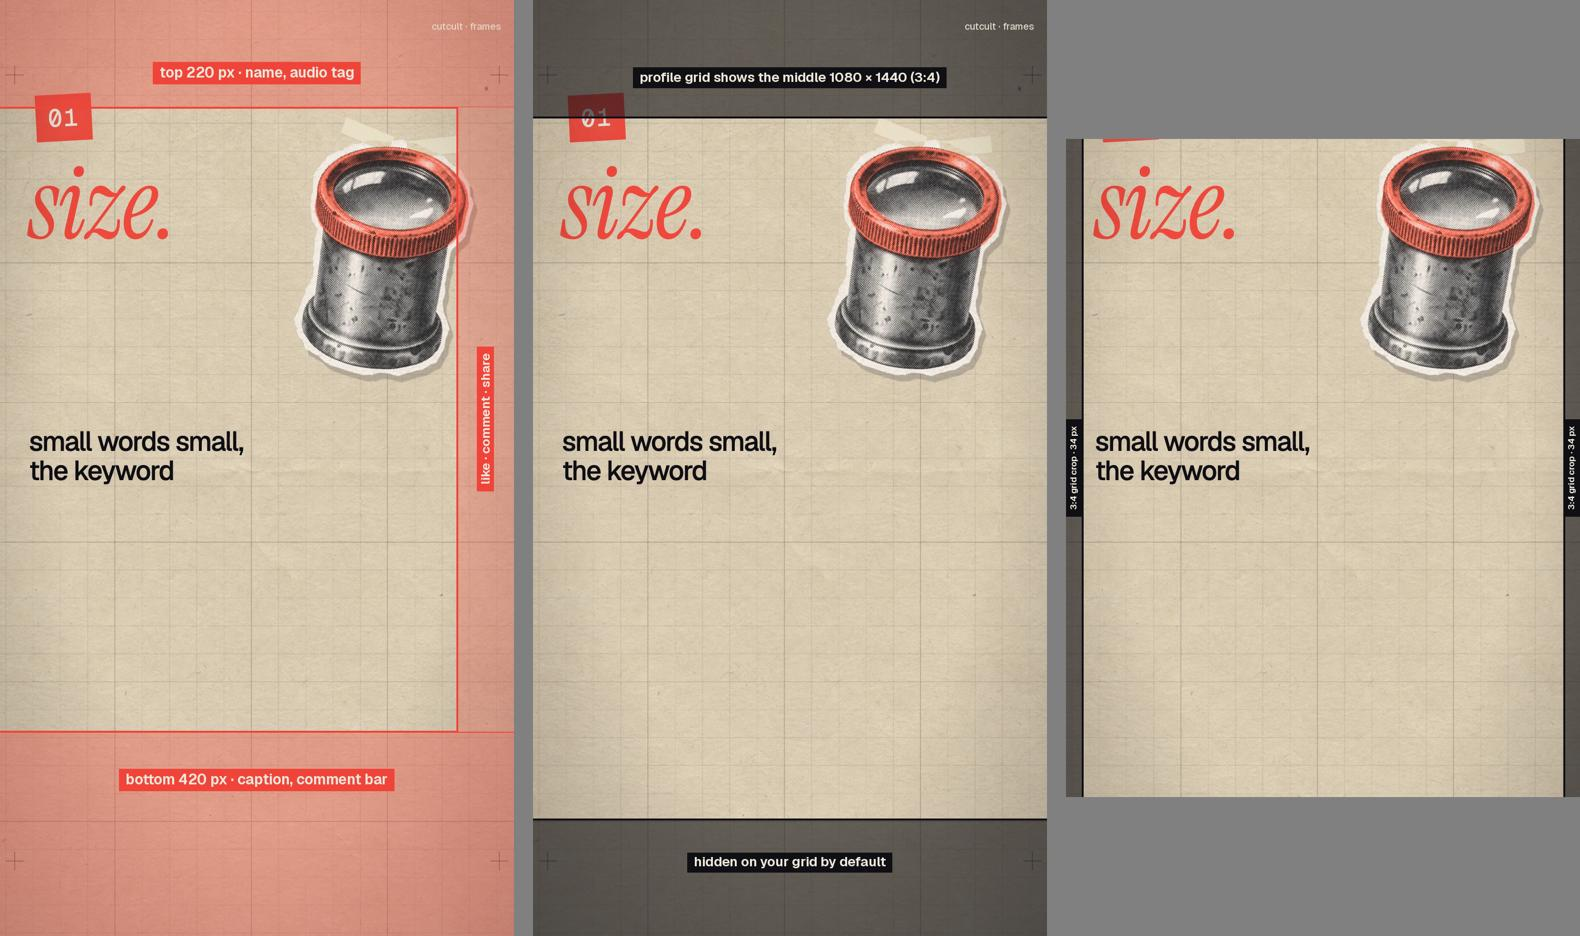 cutcult · frames
top 220 px · name, audio tag
01
size.
like · comment · share
small words small,
the keyword
bottom 420 px · caption, comment bar
cutcult · frames
profile grid shows the middle 1080 × 1440 (3:4)
01
size.
small words small,
the keyword
hidden on your grid by default
size.
3:4 grid crop · 34 px
small words small,
the keyword
3:4 grid crop · 34 px